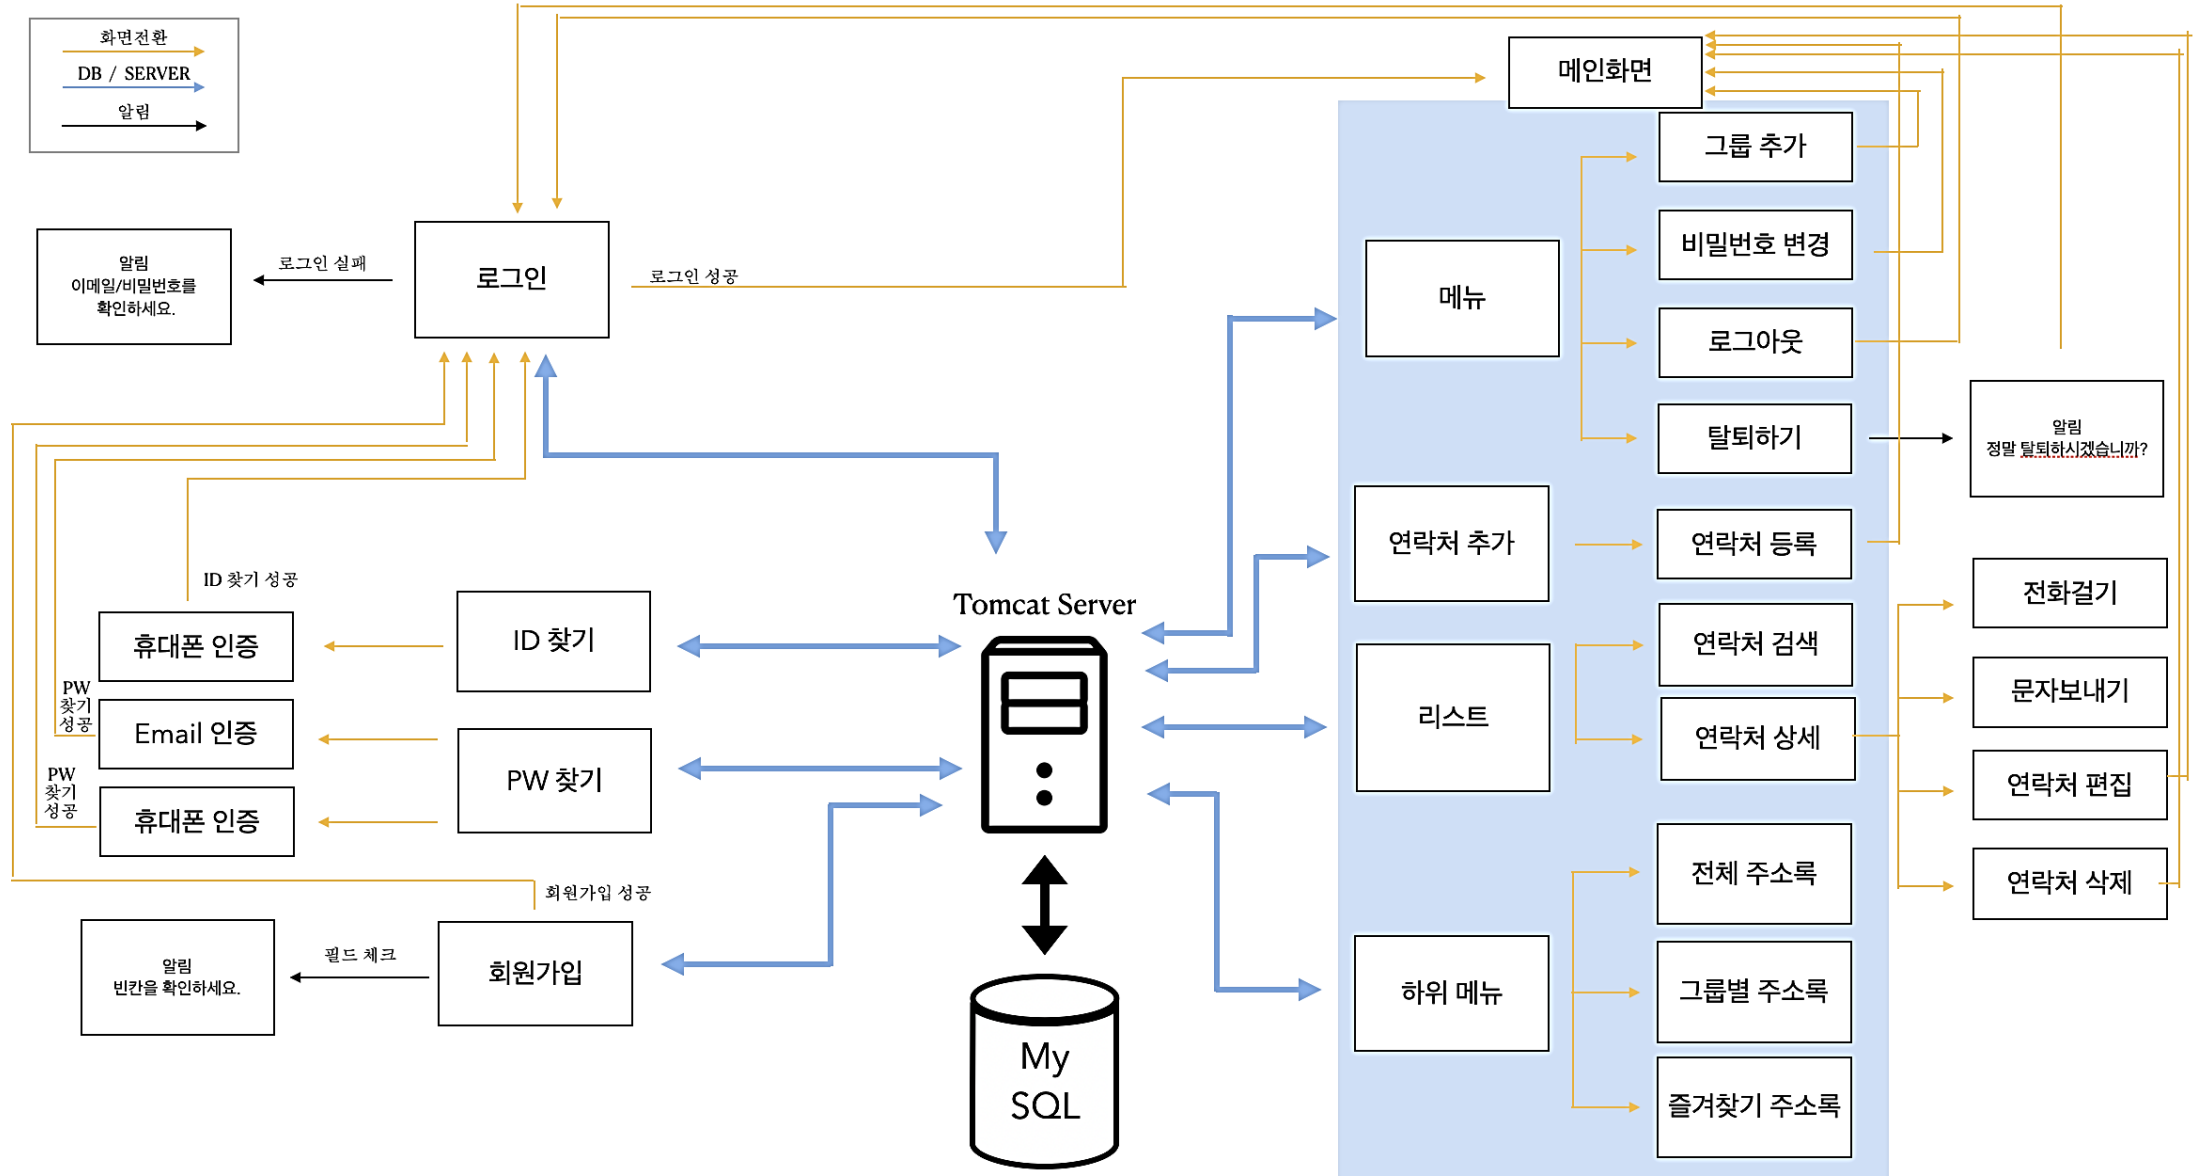 화면전환
DB / SERVER
알림
메인화면
그룹 추가
비밀번호 변경
메뉴
로그아웃
탈퇴하기
알림
정말 탈퇴하시겠습니까?
알림
이메일/비밀번호를
확인하세요.
로그인 실패
로그인
로그인 성공
연락처 추가
연락처 등록
ID 찾기 성공
Tomcat Server
전화걸기
휴대폰 인증
ID 찾기
연락처 검색
리스트
문자보내기
PW
찾기
성공
Email 인증
연락처 상세
PW 찾기
PW
찾기
성공
휴대폰 인증
연락처 편집
전체 주소록
연락처 삭제
회원가입 성공
알림
빈칸을 확인하세요.
필드 체크
회원가입
하위 메뉴
그룹별 주소록
My
SQL
즐겨찾기 주소록